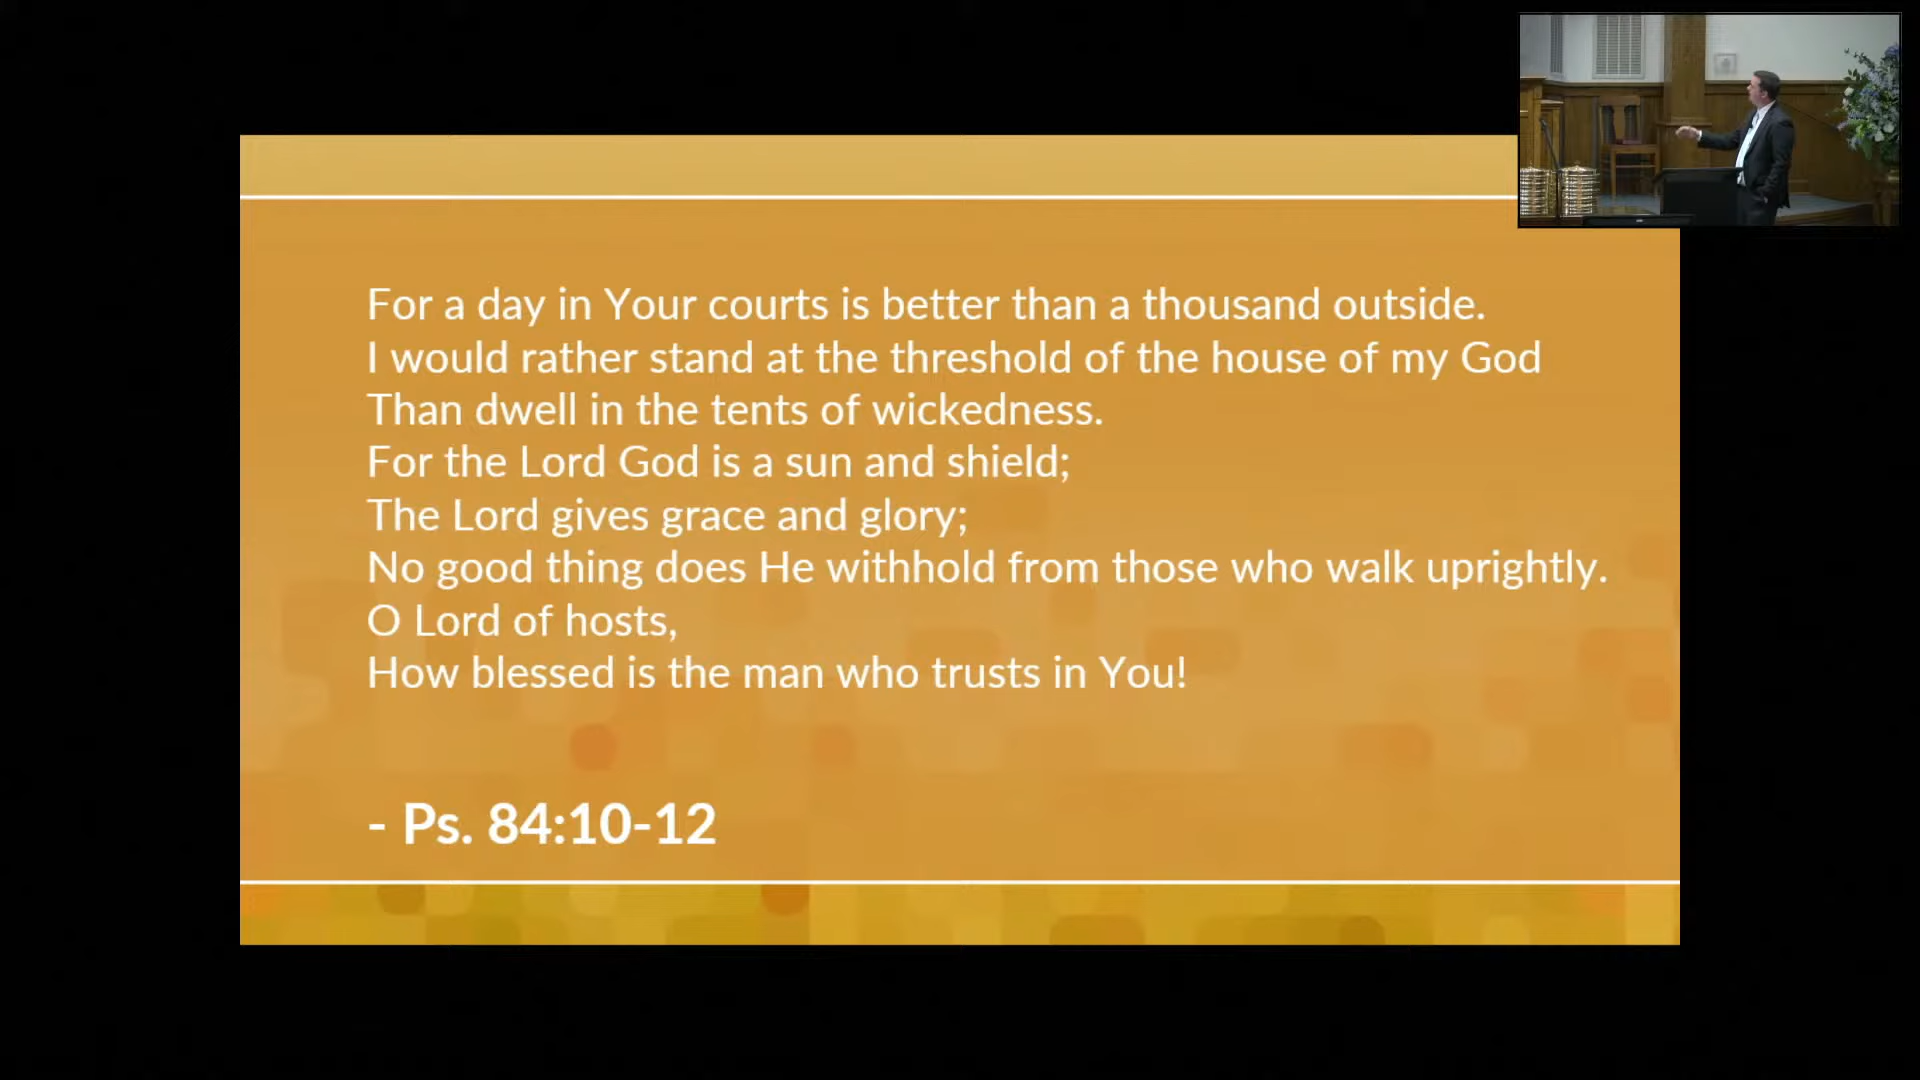 For a day in Your courts is better than a thousand outside.
I would rather stand at the threshold of the house of my God
Than dwell in the tents of wickedness.
For the Lord God is a sun and shield;
The Lord gives grace and glory;
No good thing does He withhold from those who walk uprightly.
O Lord of hosts,
How blessed is the man who trusts in You!
- Ps. 84:10-12